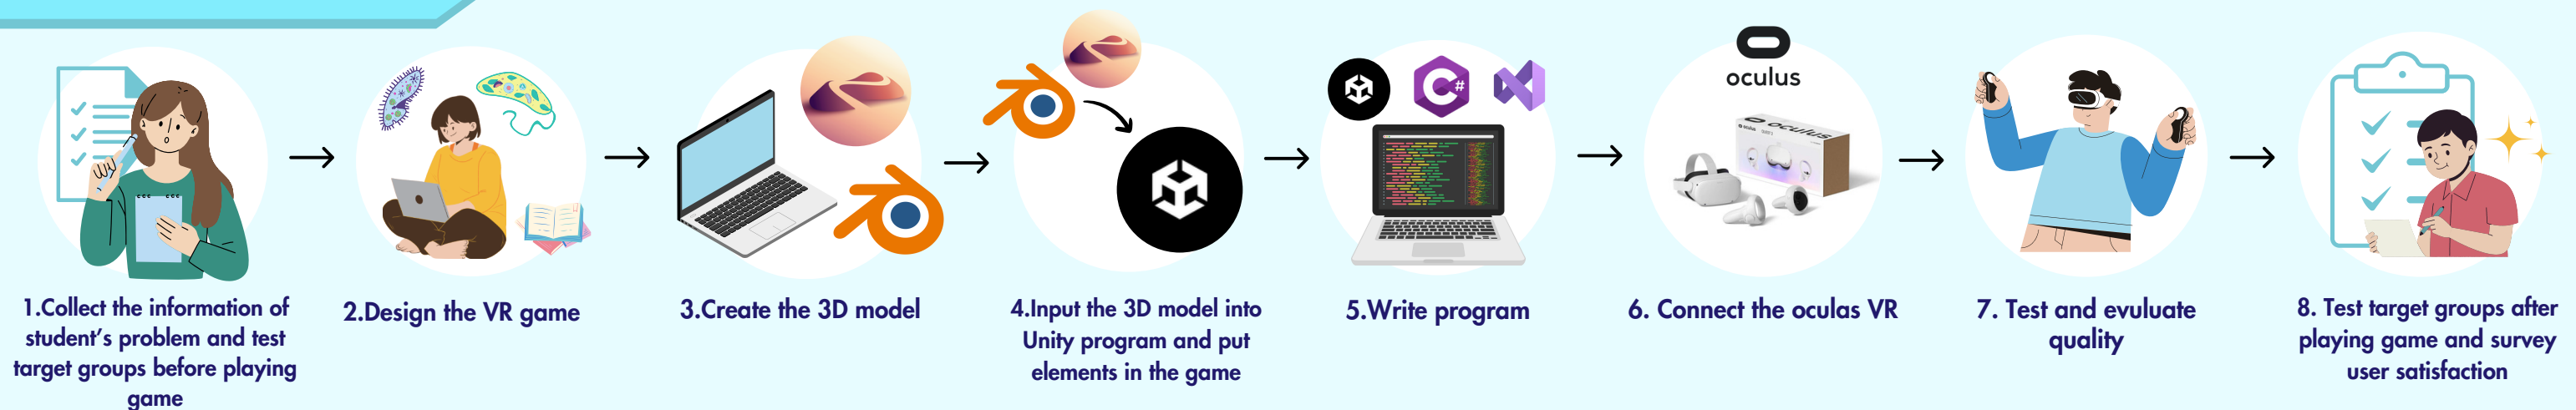 1.Collect the information of
student's problem and test
target groups before playing
game
2.Design the VR game
3.Create the 3D model
4.Input the 3D model into
Unity program and put
elements in the game
C#
5.Write program
oculus
oculus
6. Connect the oculas VR
7. Test and evuluate
quality
8. Test target groups after
playing game and survey
user satisfaction